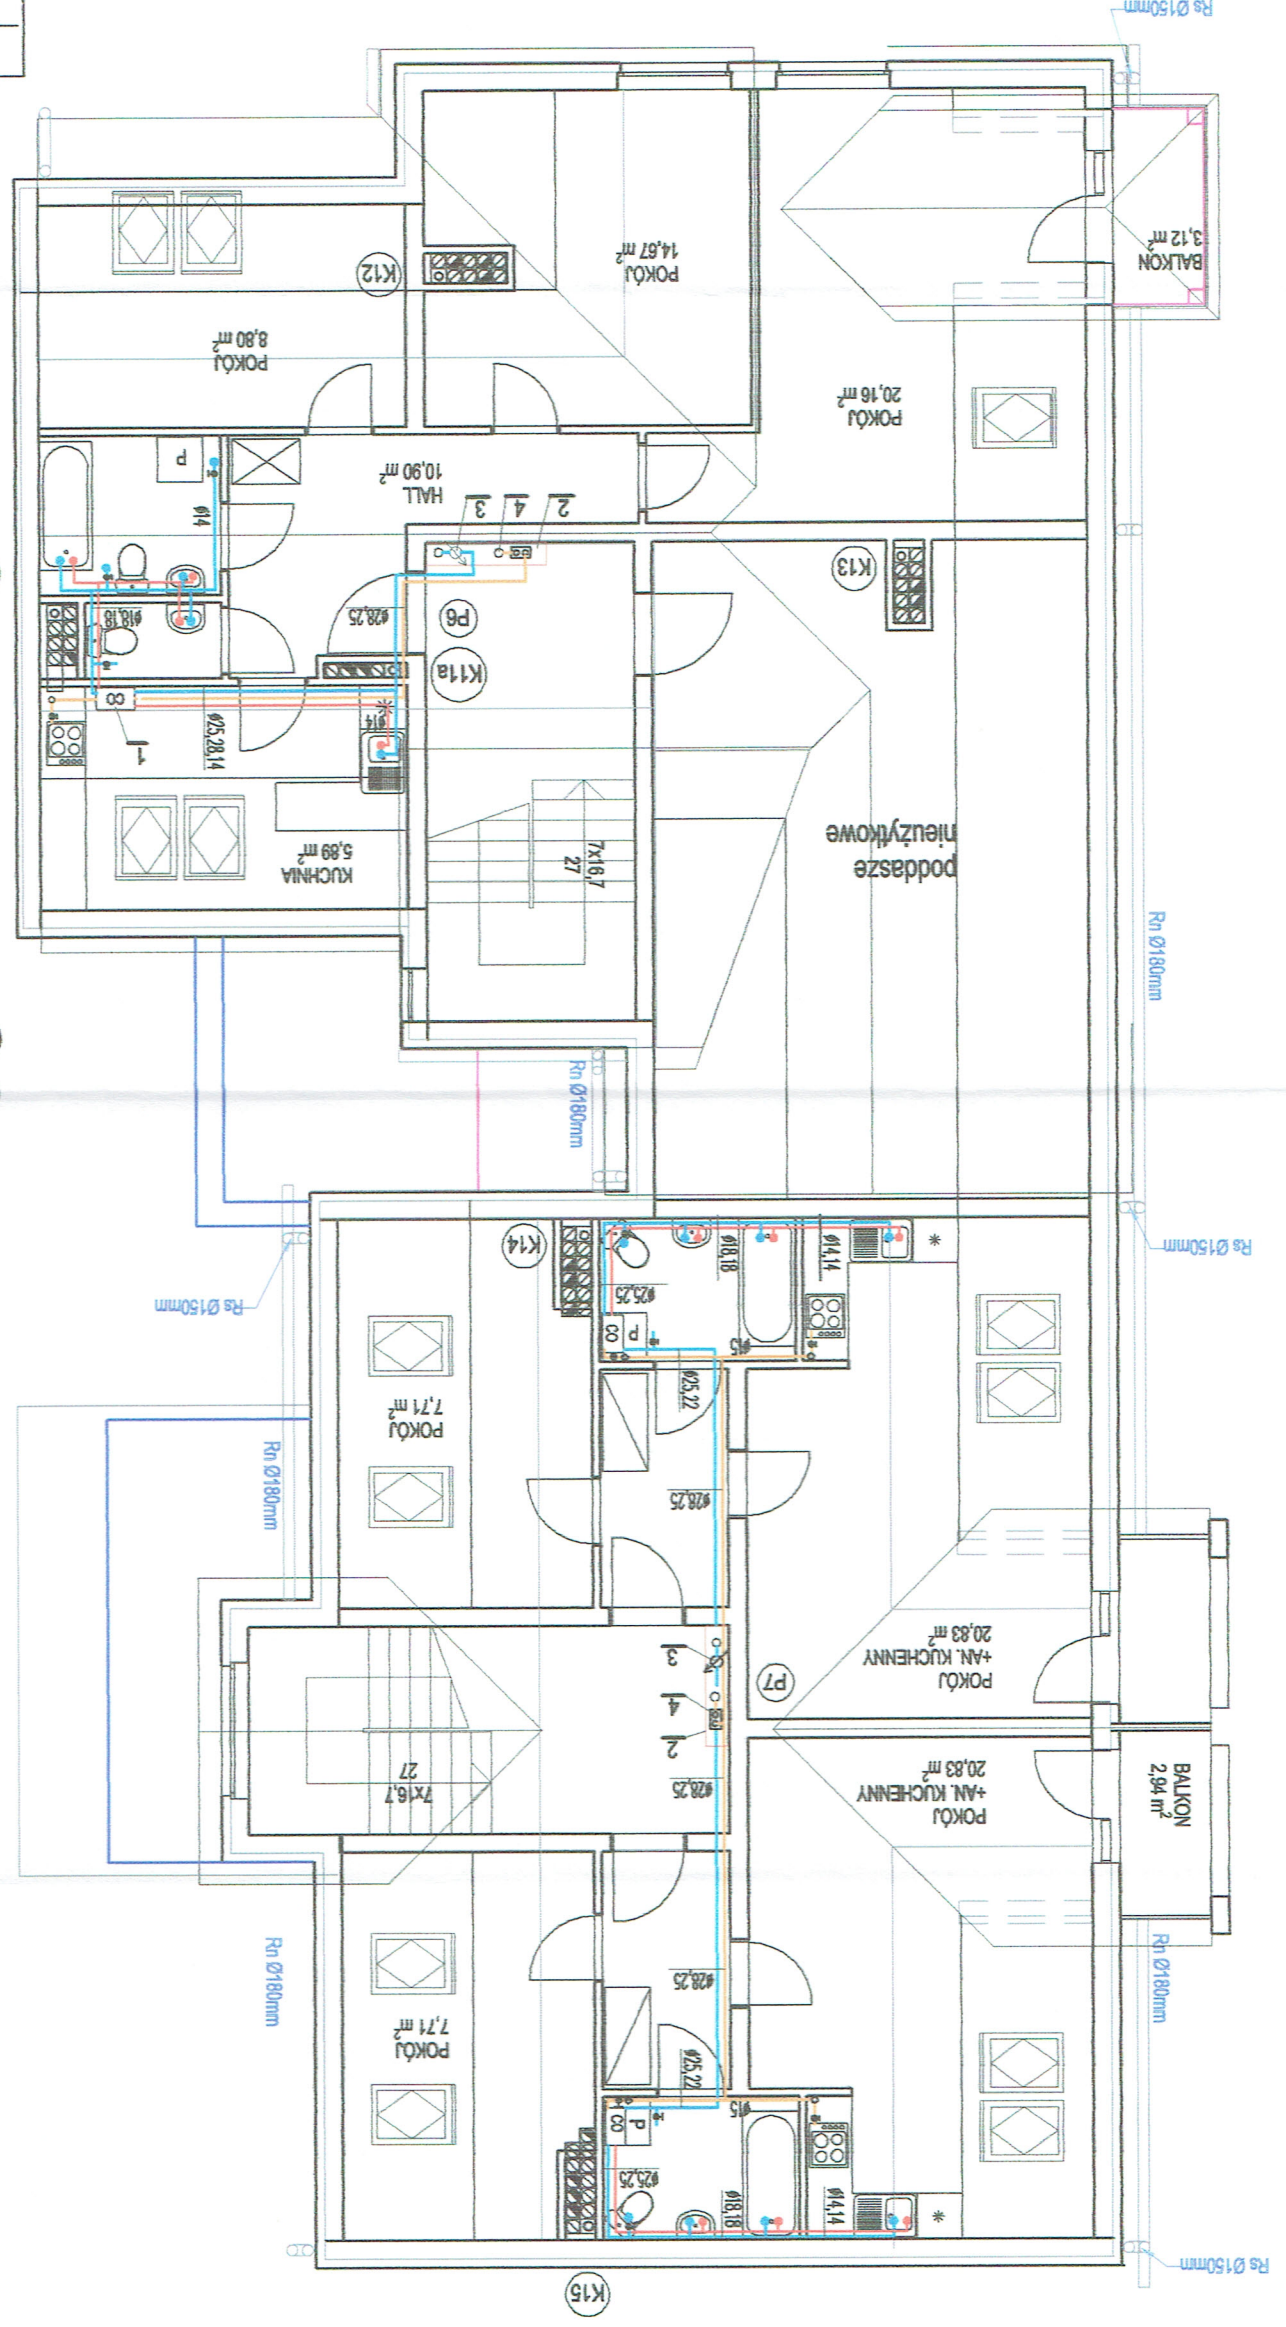 Rs Ø150mm
BALKON
3,12 m²
POKÓJ
14,67 m²
K12
POKÓJ
8,80 m²
POKÓJ
20,16 m²
HALL
10,90 m²
P
ø14
3
4
2
K13
ø18,18
ø28,25
P6
K11a
CO
1
ø25,28,14
ø14
KUCHNIA
5,89 m²
7x16,7
27
poddasze
nieużytkowe
Rn Ø180mm
Rn Ø180mm
Rs Ø150mm
Rs Ø150mm
K14
ø18,18
ø14,14
ø25,25
CO
P
ø15
ø25,22
POKÓJ
7,71 m²
Rn Ø180mm
ø28,25
POKÓJ
+AN. KUCHENNY
20,83 m²
P7
3
4
2
7x16,7
27
ø28,25
POKÓJ
+AN. KUCHENNY
20,83 m²
BALKON
2,94 m²
Rn Ø180mm
Rn Ø180mm
ø28,25
POKÓJ
7,71 m²
ø25,22
CO
P
ø15
ø25,25
ø18,18
ø14,14
Rs Ø150mm
K15